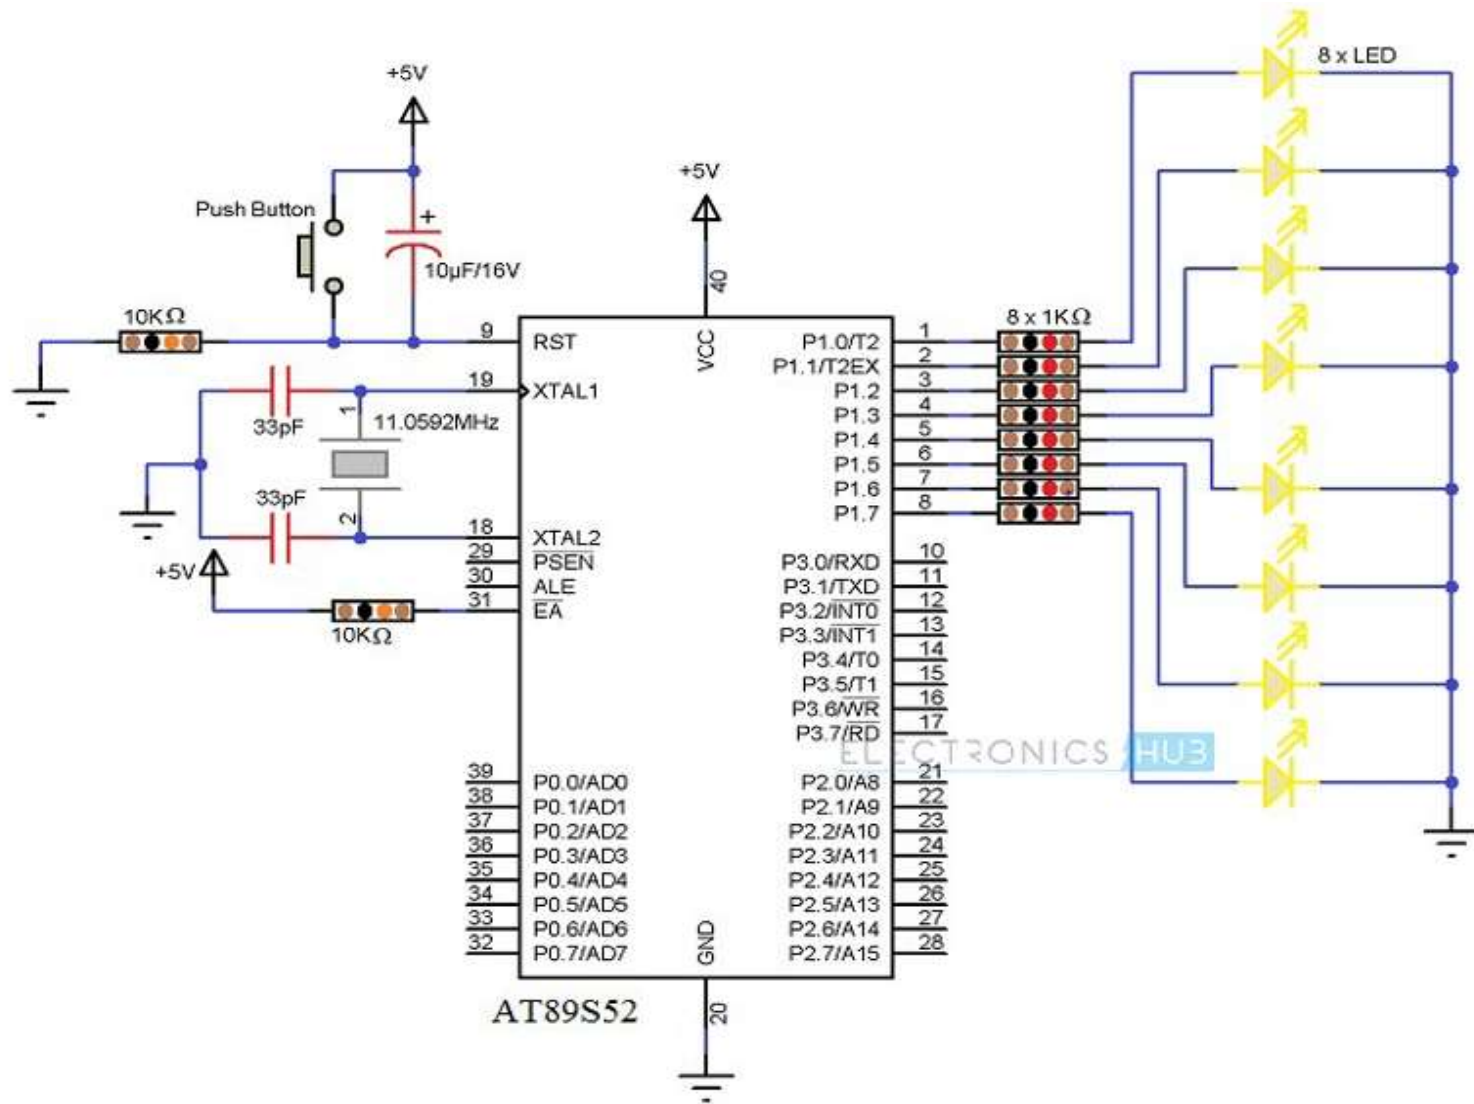 8 x LED
+5V
+5V
Push Button
+
10µF/16V
40
10KΩ
9
RST
VCC
P1.0/T2
1
8 x 1KΩ
P1.1/T2EX
2
19
XTAL1
P1.2
3
33pF
1
11.0592MHz
P1.3
4
P1.4
5
P1.5
6
33pF
P1.6
7
2
P1.7
8
18
XTAL2
29
PSEN
P3.0/RXD
10
+5V
30
ALE
P3.1/TXD
11
31
EA
P3.2/INT0
12
10KΩ
P3.3/INT1
13
P3.4/T0
14
P3.5/T1
15
P3.6/WR
16
P3.7/RD
17
ELECTRONICS HUB
39
P0.0/AD0
P2.0/A8
21
38
P0.1/AD1
P2.1/A9
22
37
P0.2/AD2
P2.2/A10
23
36
P0.3/AD3
P2.3/A11
24
35
P0.4/AD4
P2.4/A12
25
34
P0.5/AD5
P2.5/A13
26
33
P0.6/AD6
P2.6/A14
27
32
P0.7/AD7
GND
P2.7/A15
28
AT89S52
20